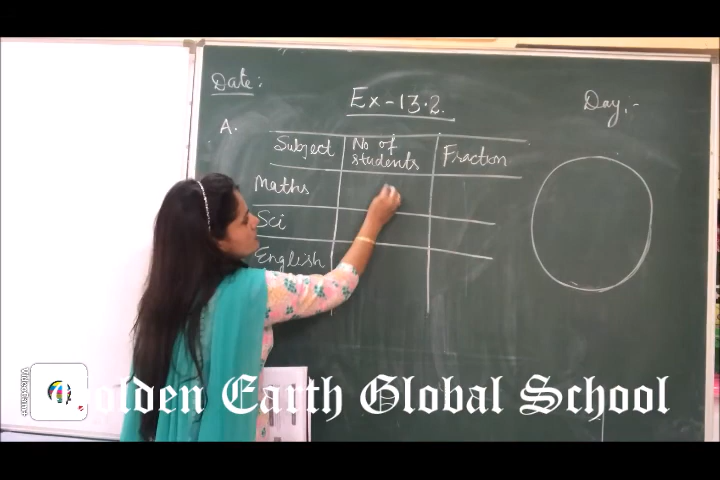 Date:
Ex-13.2.
Day:-
A.
Subject
No of
students
Fraction
Maths
Sci
English
Golden Earth Global School